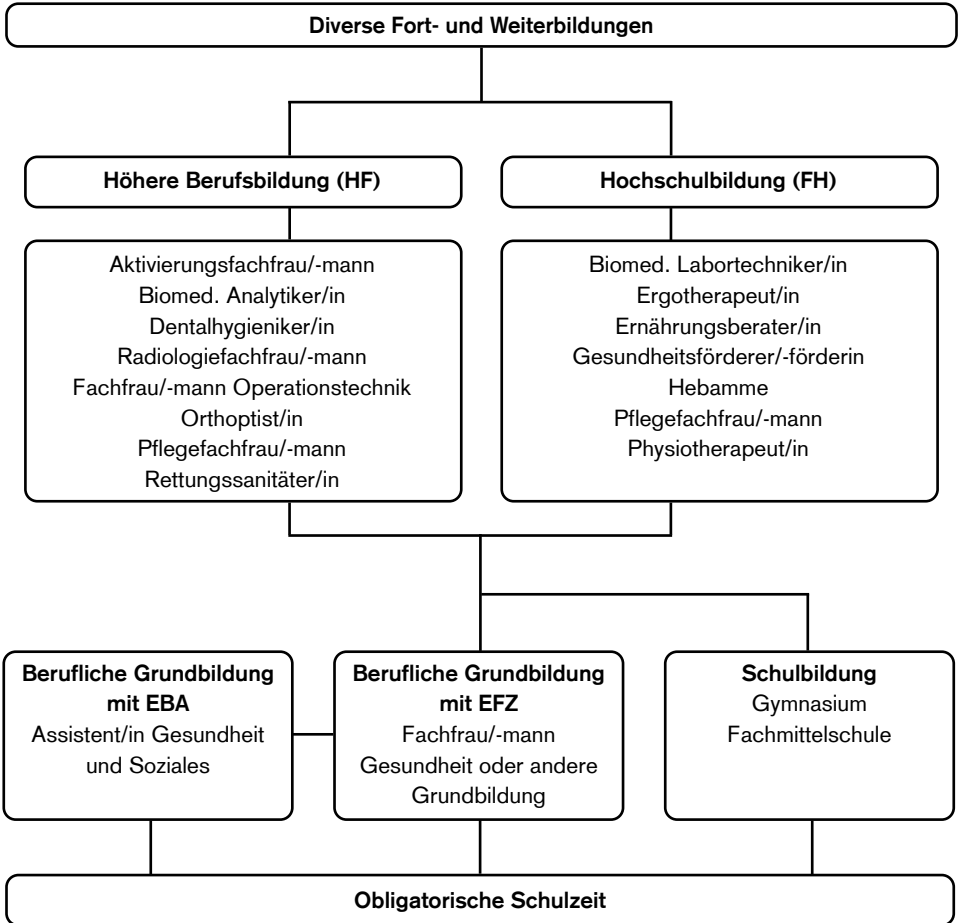 Diverse Fort- und Weiterbildungen
Höhere Berufsbildung (HF)
Hochschulbildung (FH)
Aktivierungsfachfrau/-mann
Biomed. Analytiker/in
Dentalhygieniker/in
Radiologiefachfrau/-mann
Fachfrau/-mann Operationstechnik
Orthoptist/in
Pflegefachfrau/-mann
Rettungssanitäter/in
Biomed. Labortechniker/in
Ergotherapeut/in
Ernährungsberater/in
Gesundheitsförderer/-förderin
Hebamme
Pflegefachfrau/-mann
Physiotherapeut/in
Berufliche Grundbildung
mit EBA
Assistent/in Gesundheit
und Soziales
Berufliche Grundbildung
mit EFZ
Fachfrau/-mann
Gesundheit oder andere
Grundbildung
Schulbildung
Gymnasium
Fachmittelschule
Obligatorische Schulzeit